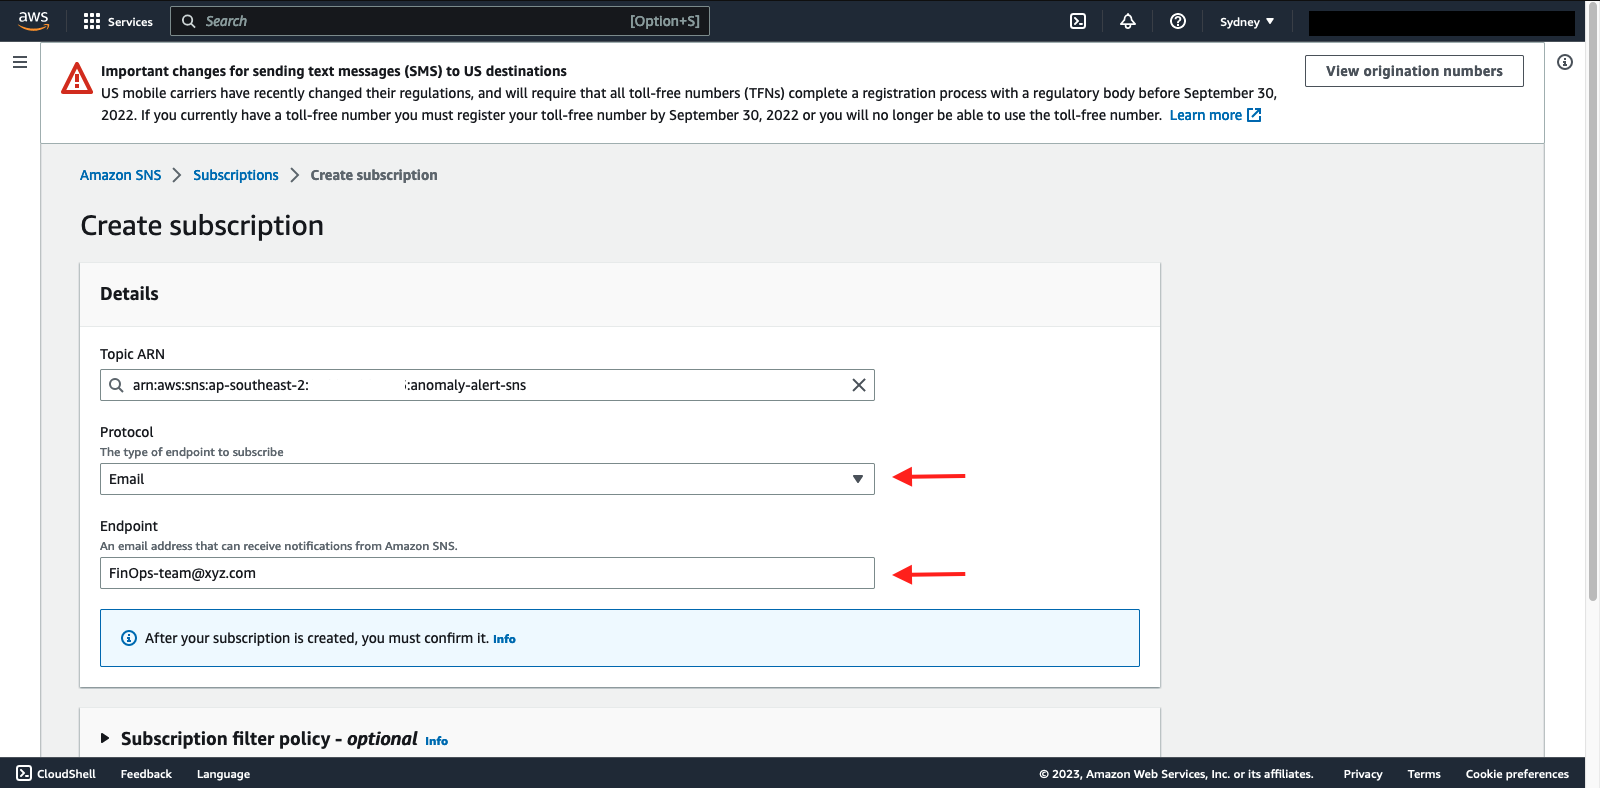 aws
Services
Search
[Option+S]
Sydney
Important changes for sending text messages (SMS) to US destinations
View origination numbers
US mobile carriers have recently changed their regulations, and will require that all toll-free numbers (TFNs) complete a registration process with a regulatory body before September 30,
2022. If you currently have a toll-free number you must register your toll-free number by September 30, 2022 or you will no longer be able to use the toll-free number. Learn more
Amazon SNS > Subscriptions > Create subscription
Create subscription
Details
Topic ARN
arn:aws:sns:ap-southeast-2: :anomaly-alert-sns
Protocol
The type of endpoint to subscribe
Email
Endpoint
An email address that can receive notifications from Amazon SNS.
FinOps-team@xyz.com
After your subscription is created, you must confirm it. Info
Subscription filter policy - optional Info
CloudShell
Feedback
Language
© 2023, Amazon Web Services, Inc. or its affiliates.
Privacy
Terms
Cookie preferences